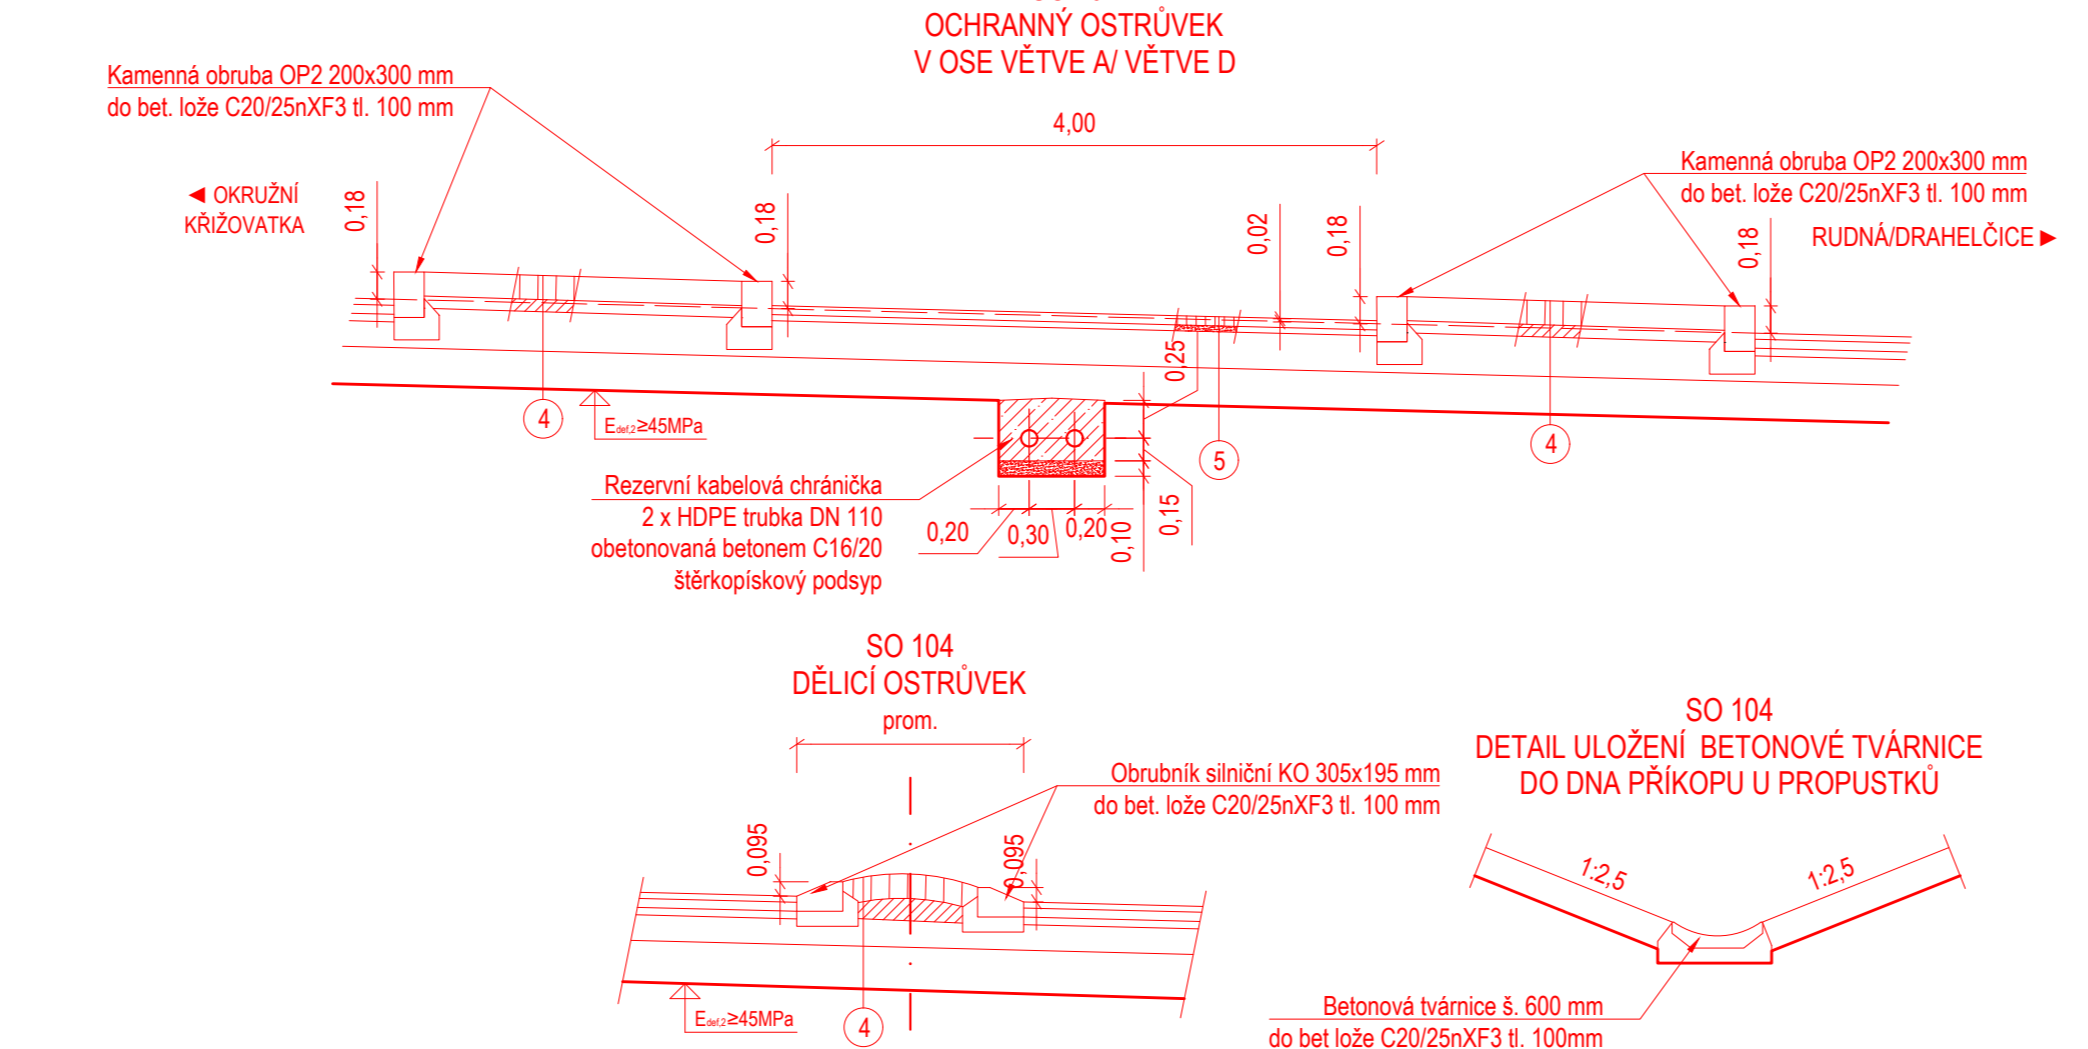 OCHRANNÝ OSTRŮVEK
V OSE VĚTVE A/ VĚTVE D
Kamenná obruba OP2 200x300 mm
do bet. lože C20/25nXF3 tl. 100 mm
4,00
Kamenná obruba OP2 200x300 mm
do bet. lože C20/25nXF3 tl. 100 mm
◄ OKRUŽNÍ
KŘIŽOVATKA
0,18
0,18
0,02
0,18
0,18
RUDNÁ/DRAHELČICE ►
0,25
4
Edef,2≥45MPa
5
4
Rezervní kabelová chránička
2 x HDPE trubka DN 110
obetonovaná betonem C16/20
štěrkopískový podsyp
0,20
0,30
0,20
0,10
0,15
SO 104
DĚLICÍ OSTRŮVEK
prom.
Obrubník silniční KO 305x195 mm
do bet. lože C20/25nXF3 tl. 100 mm
0,095
0,095
Edef,2≥45MPa
4
SO 104
DETAIL ULOŽENÍ BETONOVÉ TVÁRNICE
DO DNA PŘÍKOPU U PROPUSTKŮ
1:2,5
1:2,5
Betonová tvárnice š. 600 mm
do bet lože C20/25nXF3 tl. 100mm